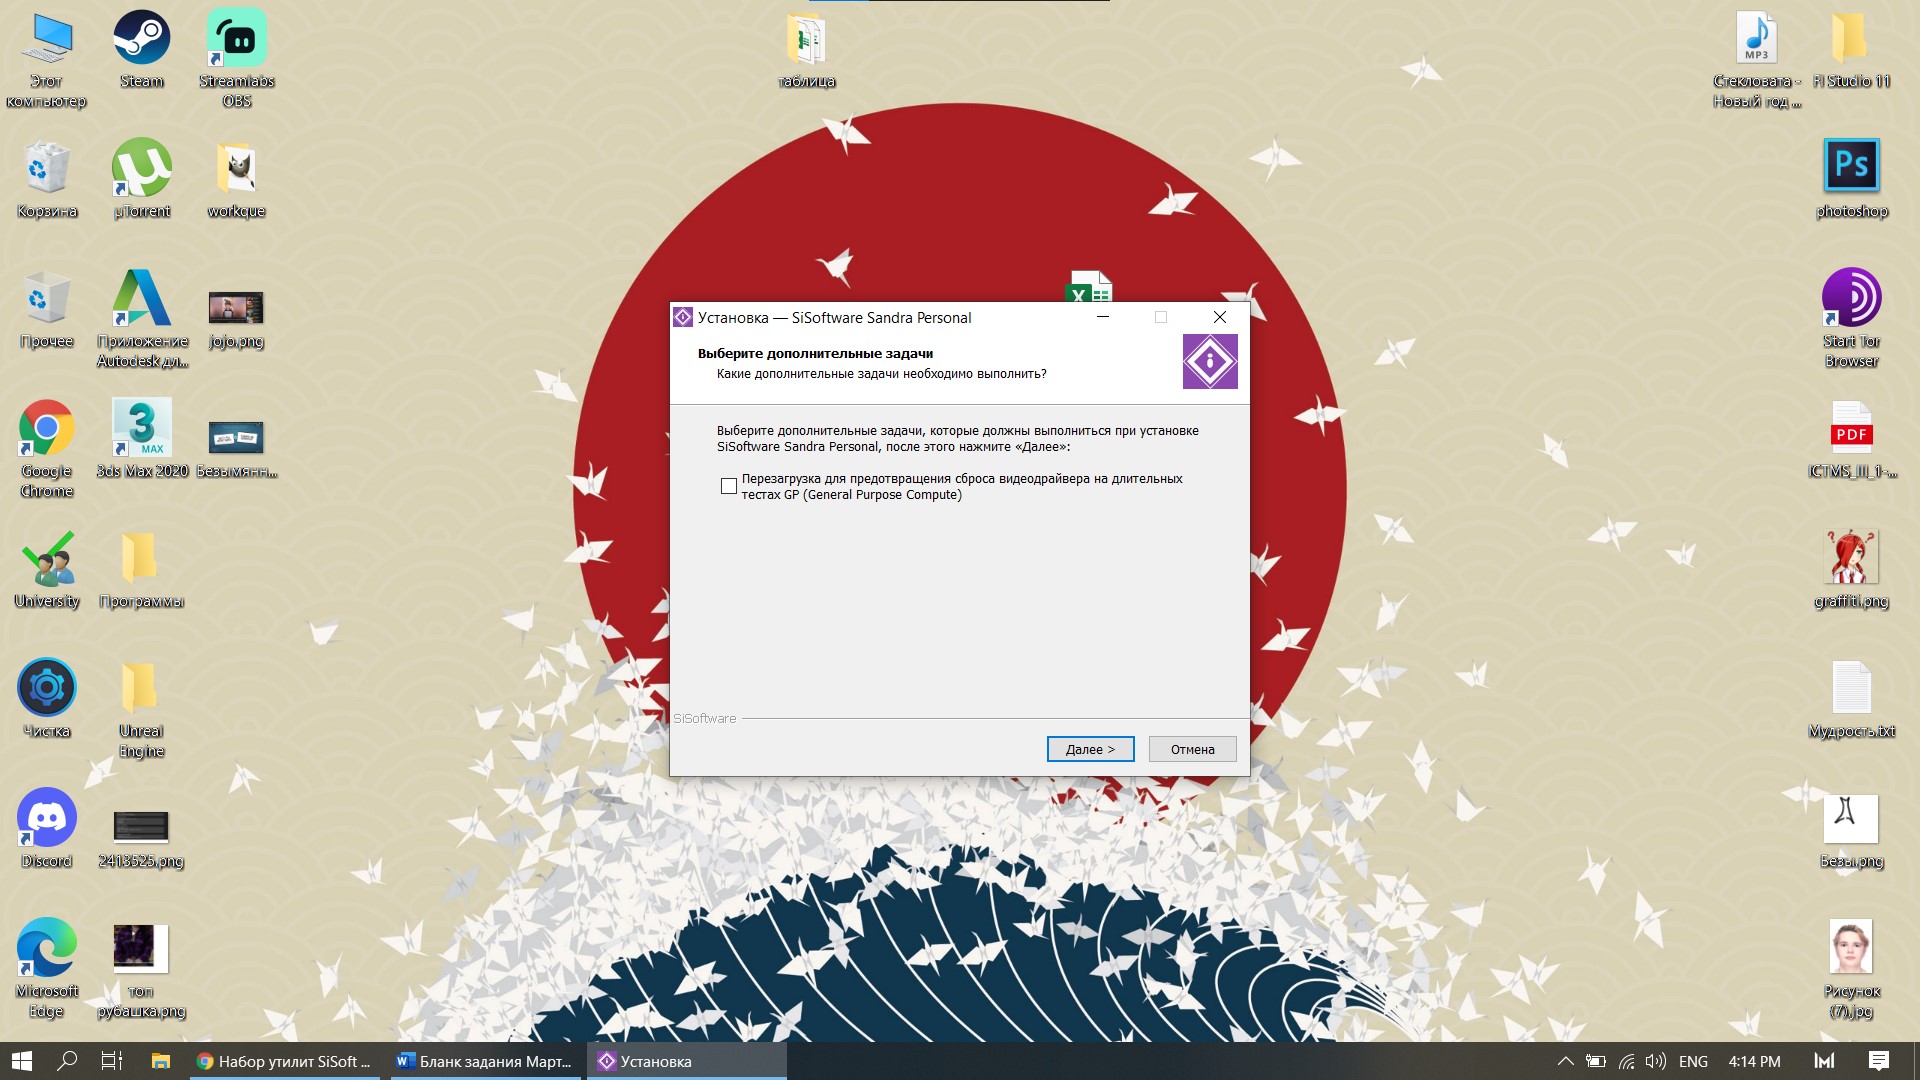 Этот
компьютер
Steam
Streamlabs
OBS
таблица
Стекловата -
Новый год ...
MP3
Fl Studio 11
Корзина
µTorrent
workque
Ps
photoshop
Прочее
Приложение
Autodesk дл...
jojo.png
Start Tor
Browser
Google
Chrome
3
MAX
3ds Max 2020
Безымянн...
PDF
ICTMS_III_1-...
University
Программы
graffiti.png
Чистка
Unreal
Engine
Мудрость.txt
Discord
2413525.png
Безы.png
Microsoft
Edge
топ
рубашка.png
Рисунок
(7).jpg
X
Установка — SiSoftware Sandra Personal
Выберите дополнительные задачи
Какие дополнительные задачи необходимо выполнить?
Выберите дополнительные задачи, которые должны выполниться при установке
SiSoftware Sandra Personal, после этого нажмите «Далее»:
Перезагрузка для предотвращения сброса видеодрайвера на длительных
тестах GP (General Purpose Compute)
SiSoftware
Далее >
Отмена
Набор утилит SiSoft ...
W
Бланк задания Март...
Установка
ENG
4:14 PM